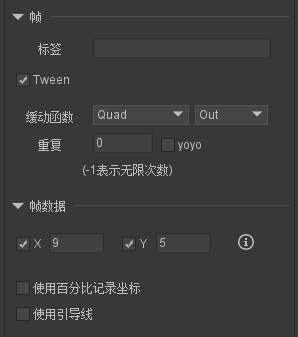 帧
标签
Tween
缓动函数 Quad Out
重复 0 yoyo
(-1表示无限次数)
帧数据
X 9 Y 5
使用百分比记录坐标
使用引导线